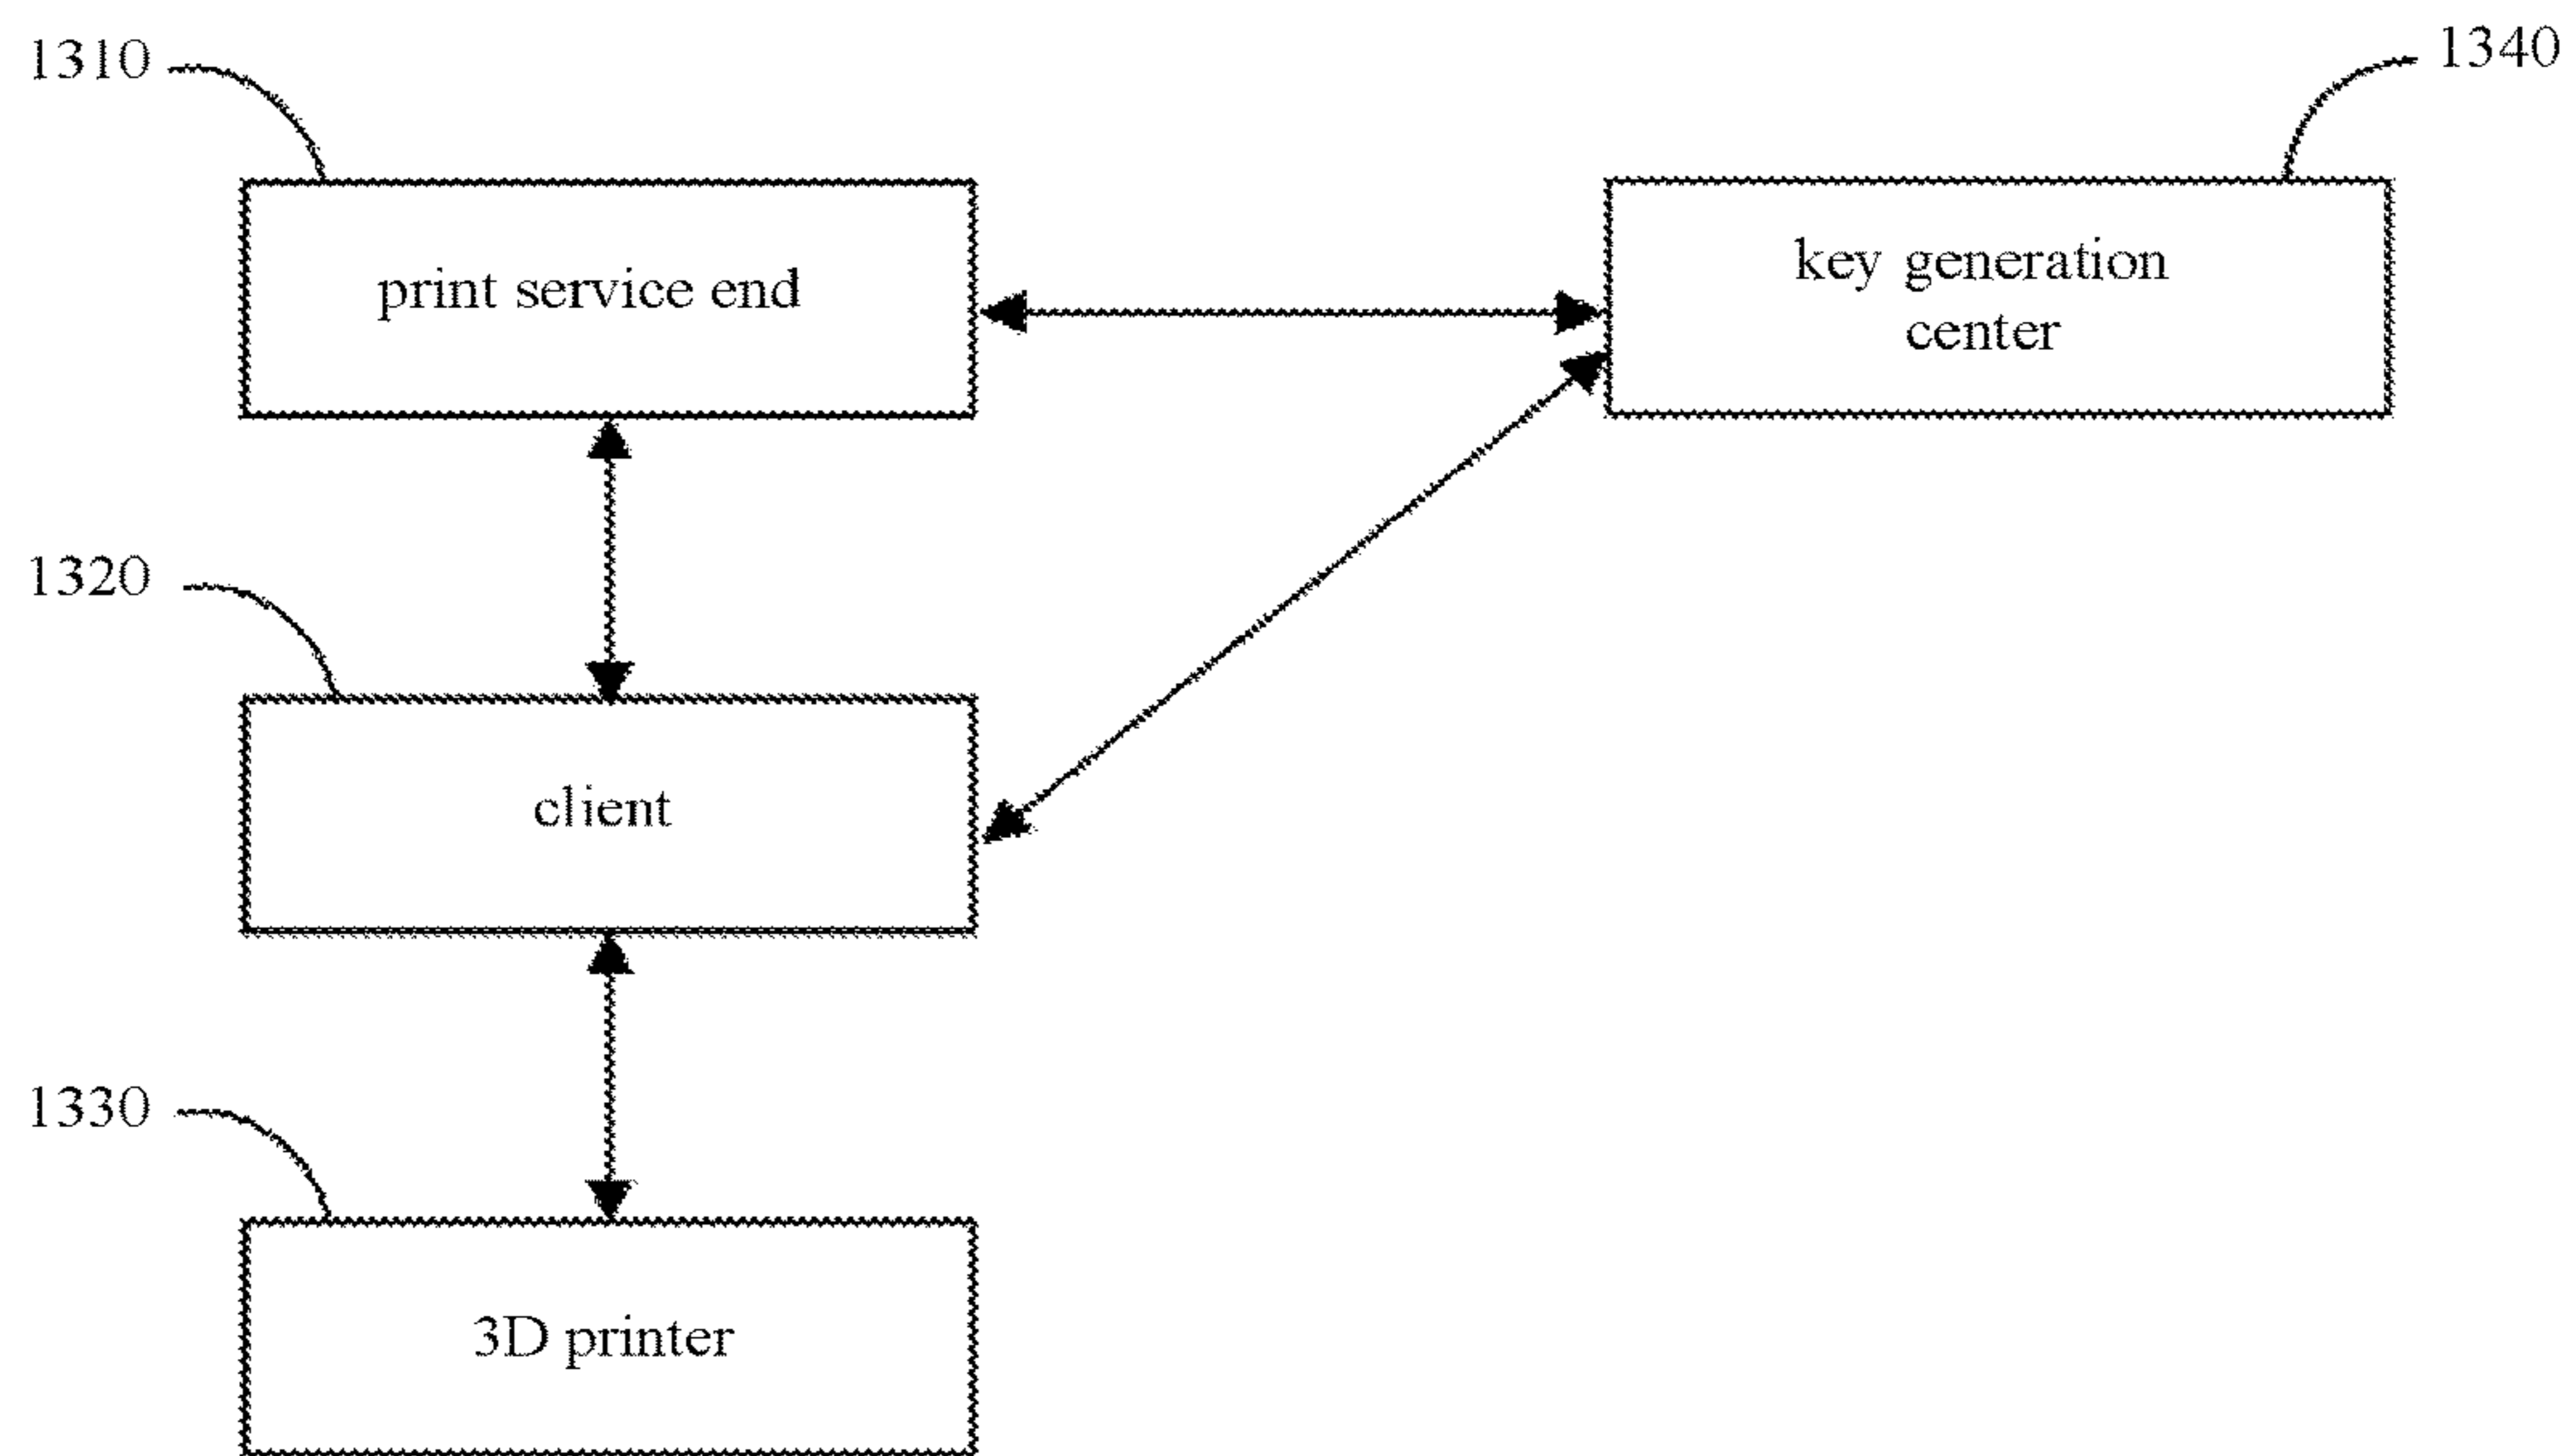 1310
1340
print service end
key generation
center
1320
client
1330
3D printer